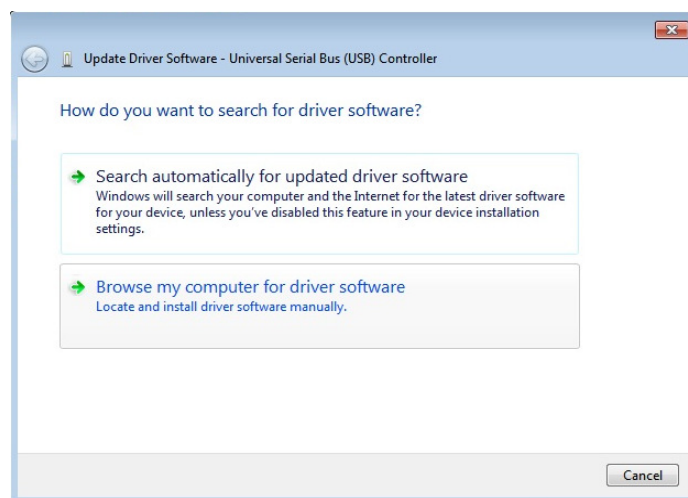 Update Driver Software - Universal Serial Bus (USB) Controller
How do you want to search for driver software?
Search automatically for updated driver software
Windows will search your computer and the Internet for the latest driver software
for your device, unless you've disabled this feature in your device installation
settings.
Browse my computer for driver software
Locate and install driver software manually.
Cancel